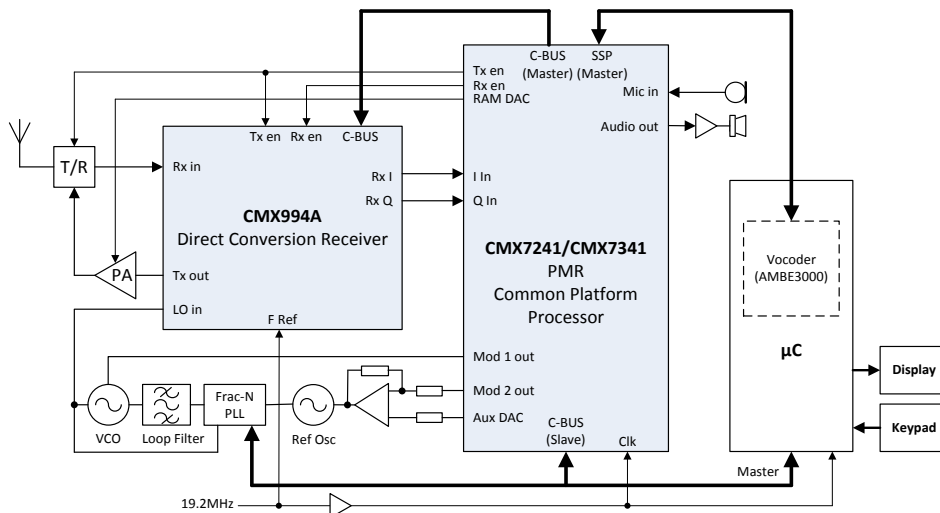 C-BUS
(Master)
SSP
(Master)
Tx en
Rx en
RAM DAC
Mic in
Audio out
Tx en
Rx en
C-BUS
T/R
Rx in
Rx I
I In
Rx Q
Q In
CMX994A
Direct Conversion Receiver
CMX7241/CMX7341
PMR
Common Platform
Processor
Vocoder
(AMBE3000)
PA
Tx out
LO in
F Ref
µC
Mod 1 out
Mod 2 out
Aux DAC
Display
Keypad
Frac-N
PLL
VCO
Loop Filter
Ref Osc
C-BUS
(Slave)
Clk
Master
19.2MHz